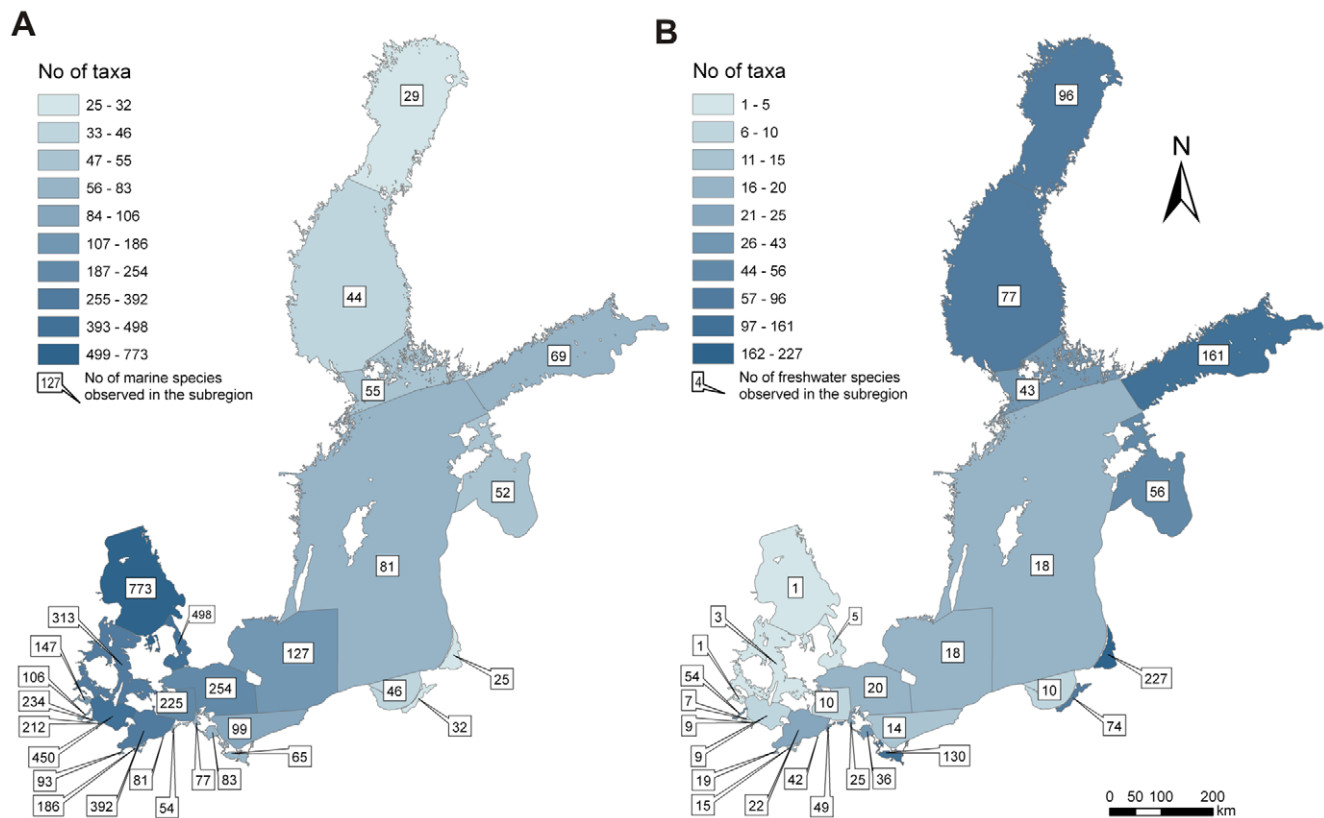 A
No of taxa
25 - 32
33 - 46
47 - 55
56 - 83
84 - 106
107 - 186
187 - 254
255 - 392
393 - 498
499 - 773
127
No of marine species
observed in the subregion
29
44
69
55
52
81
773
313
498
147
127
106
254
25
234
225
46
212
99
32
450
65
93
81
77
83
186
392
54
B
No of taxa
1 - 5
6 - 10
11 - 15
16 - 20
21 - 25
26 - 43
44 - 56
57 - 96
97 - 161
162 - 227
4
No of freshwater species
observed in the subregion
N
96
77
161
43
56
18
1
3
5
1
18
54
20
227
7
10
10
9
14
74
9
130
19
42
25
36
15
22
49
0 50 100 200
km